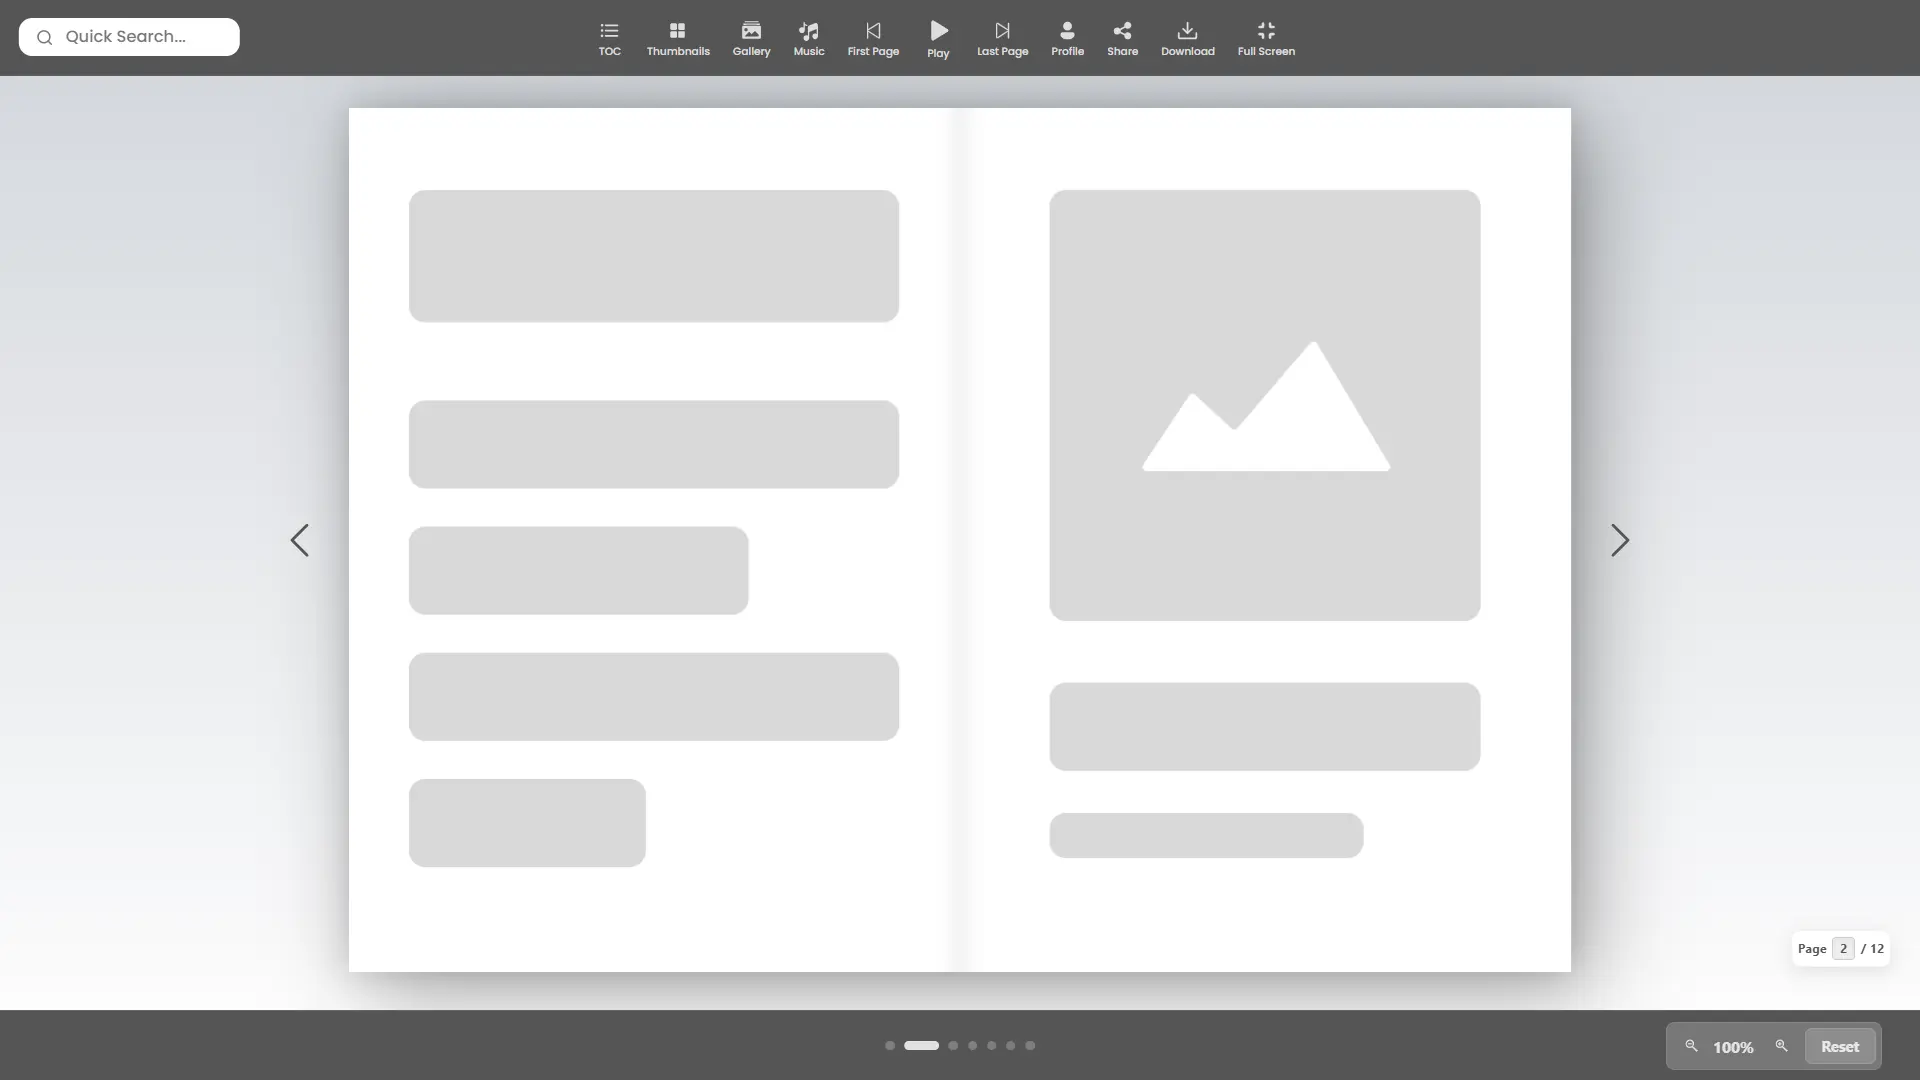 Quick Search...
TOC
Thumbnails
Gallery
Music
First Page
Play
Last Page
Profile
Share
Download
Full Screen
Page 2 / 12
100%
Reset